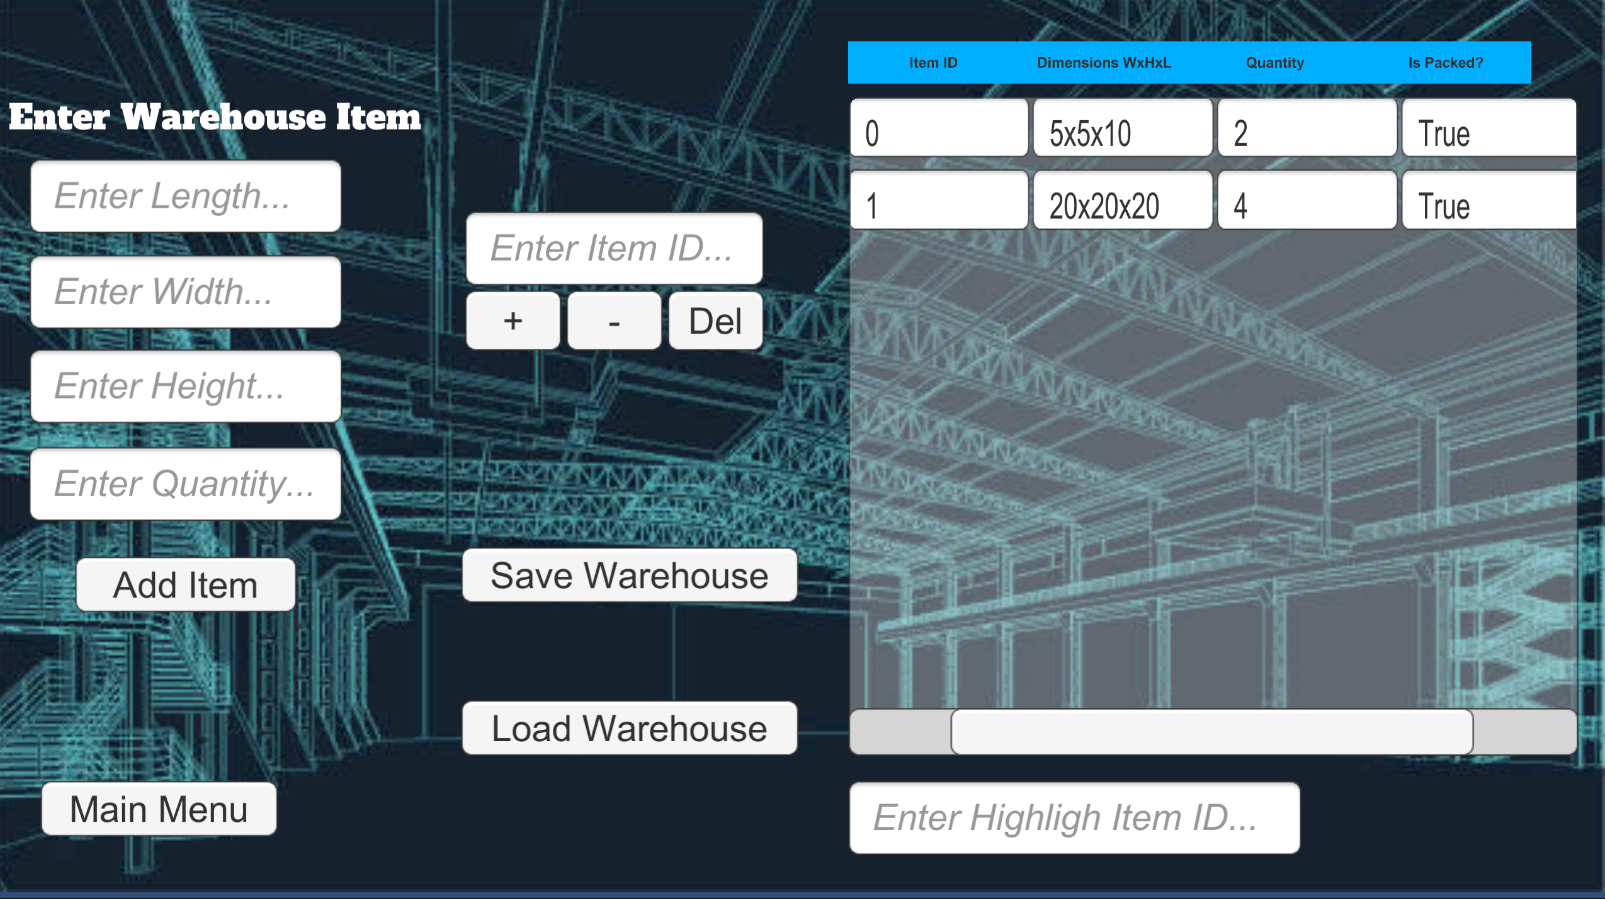 Enter Warehouse Item
Enter Length...
Enter Width...
Enter Height...
Enter Quantity...
Add Item
Main Menu
Enter Item ID...
+ - Del
Save Warehouse
Load Warehouse
Item ID Dimensions WxHxL Quantity Is Packed?
0 5x5x10 2 True
1 20x20x20 4 True
Enter Highligh Item ID...